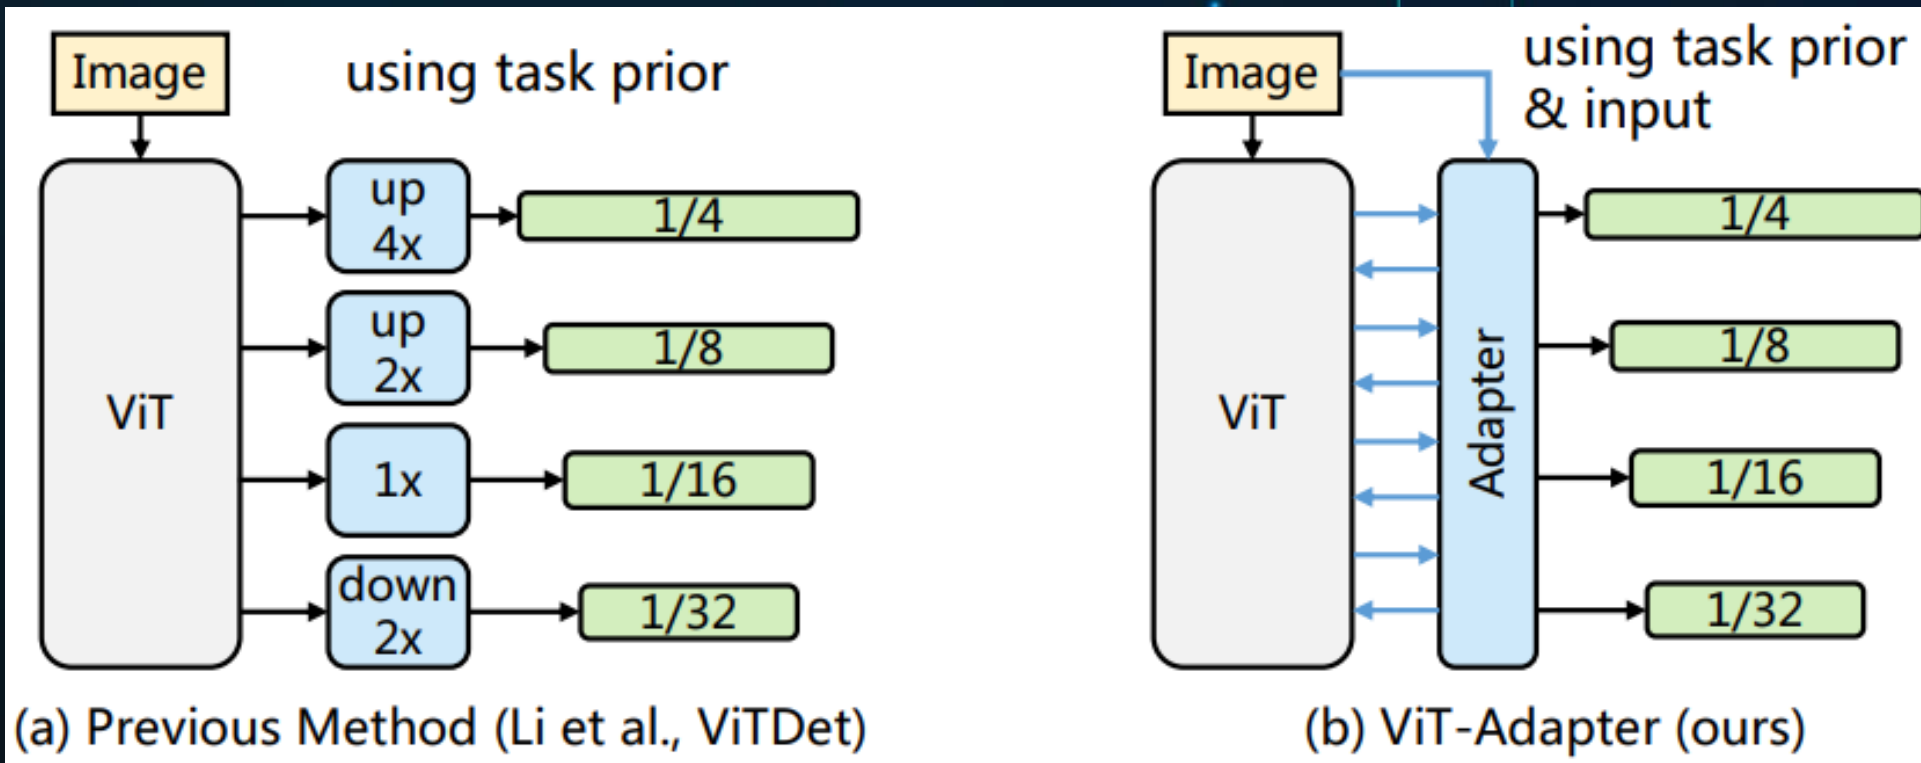 Image
using task prior
ViT
up
4x
1/4
up
2x
1/8
1x
1/16
down
2x
1/32
(a) Previous Method (Li et al., ViTDet)
Image
using task prior
& input
ViT
Adapter
1/4
1/8
1/16
1/32
(b) ViT-Adapter (ours)